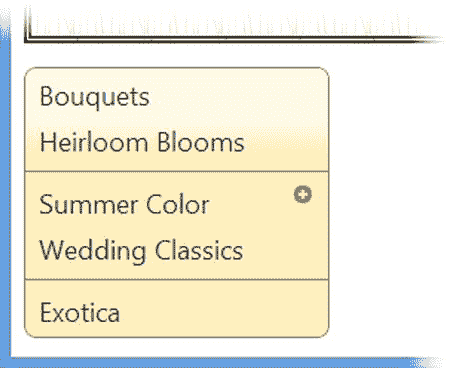 Bouquets
Heirloom Blooms
Summer Color
Wedding Classics
Exotica